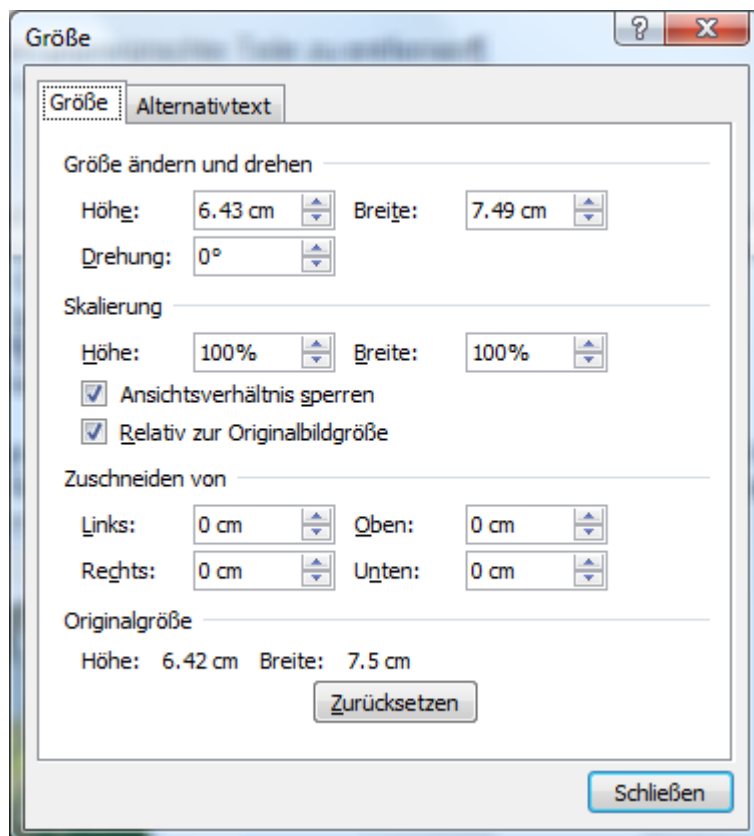 Größe
Größe Alternativtext
Größe ändern und drehen
Höhe: 6.43 cm Breite: 7.49 cm
Drehung: 0°
Skalierung
Höhe: 100% Breite: 100%
Ansichtsverhältnis sperren
Relativ zur Originalbildgröße
Zuschneiden von
Links: 0 cm Oben: 0 cm
Rechts: 0 cm Unten: 0 cm
Originalgröße
Höhe: 6.42 cm Breite: 7.5 cm
Zurücksetzen
Schließen